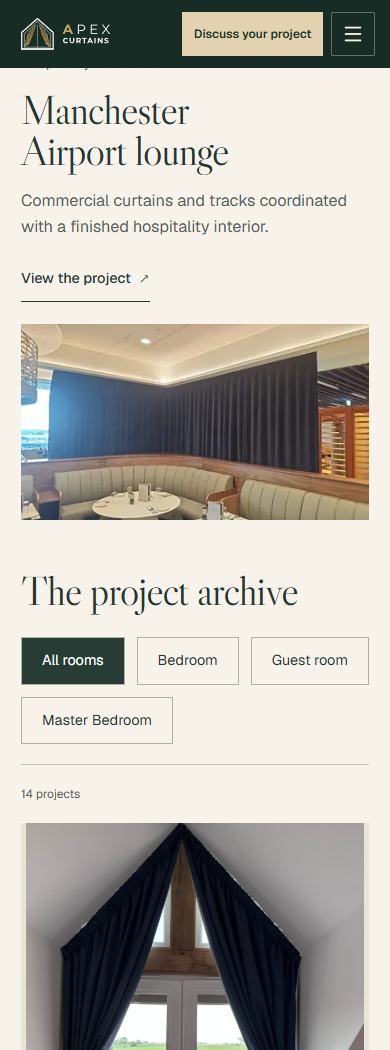 APEX
CURTAINS
Discuss your project
Manchester
Airport lounge
Commercial curtains and tracks coordinated
with a finished hospitality interior.
View the project ↗
The project archive
All rooms
Bedroom
Guest room
Master Bedroom
14 projects